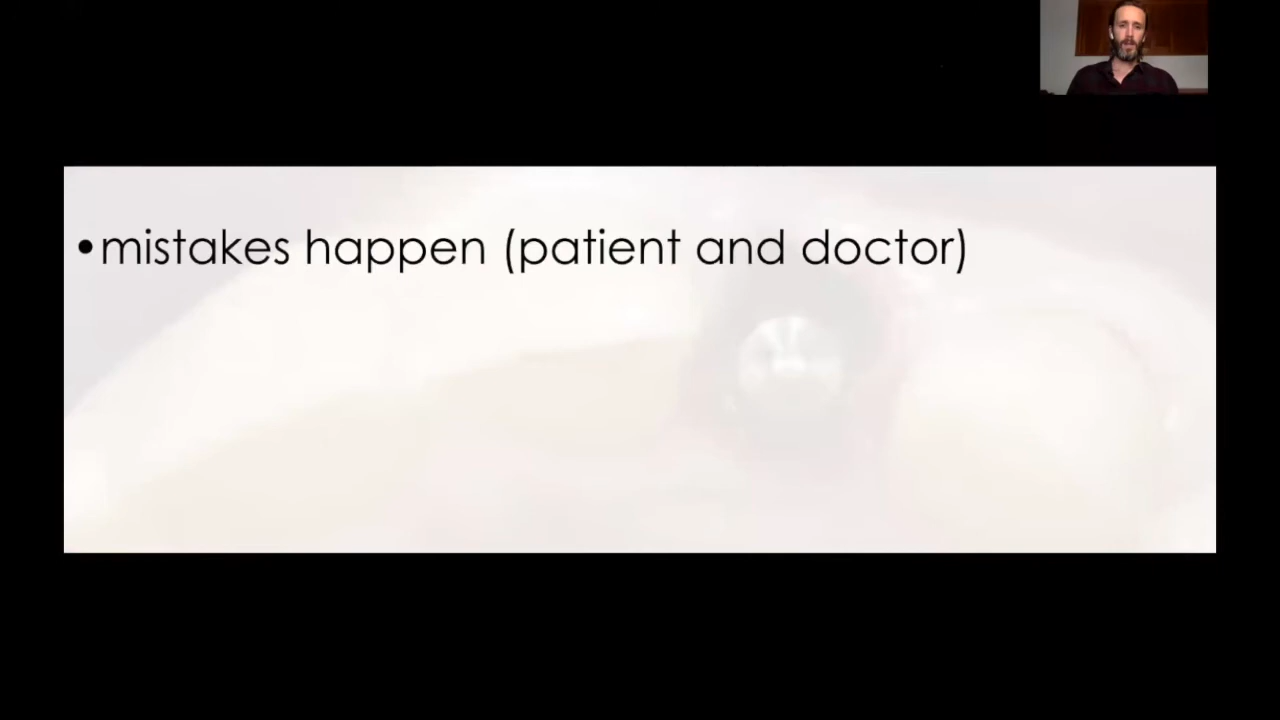 •mistakes happen (patient and doctor)